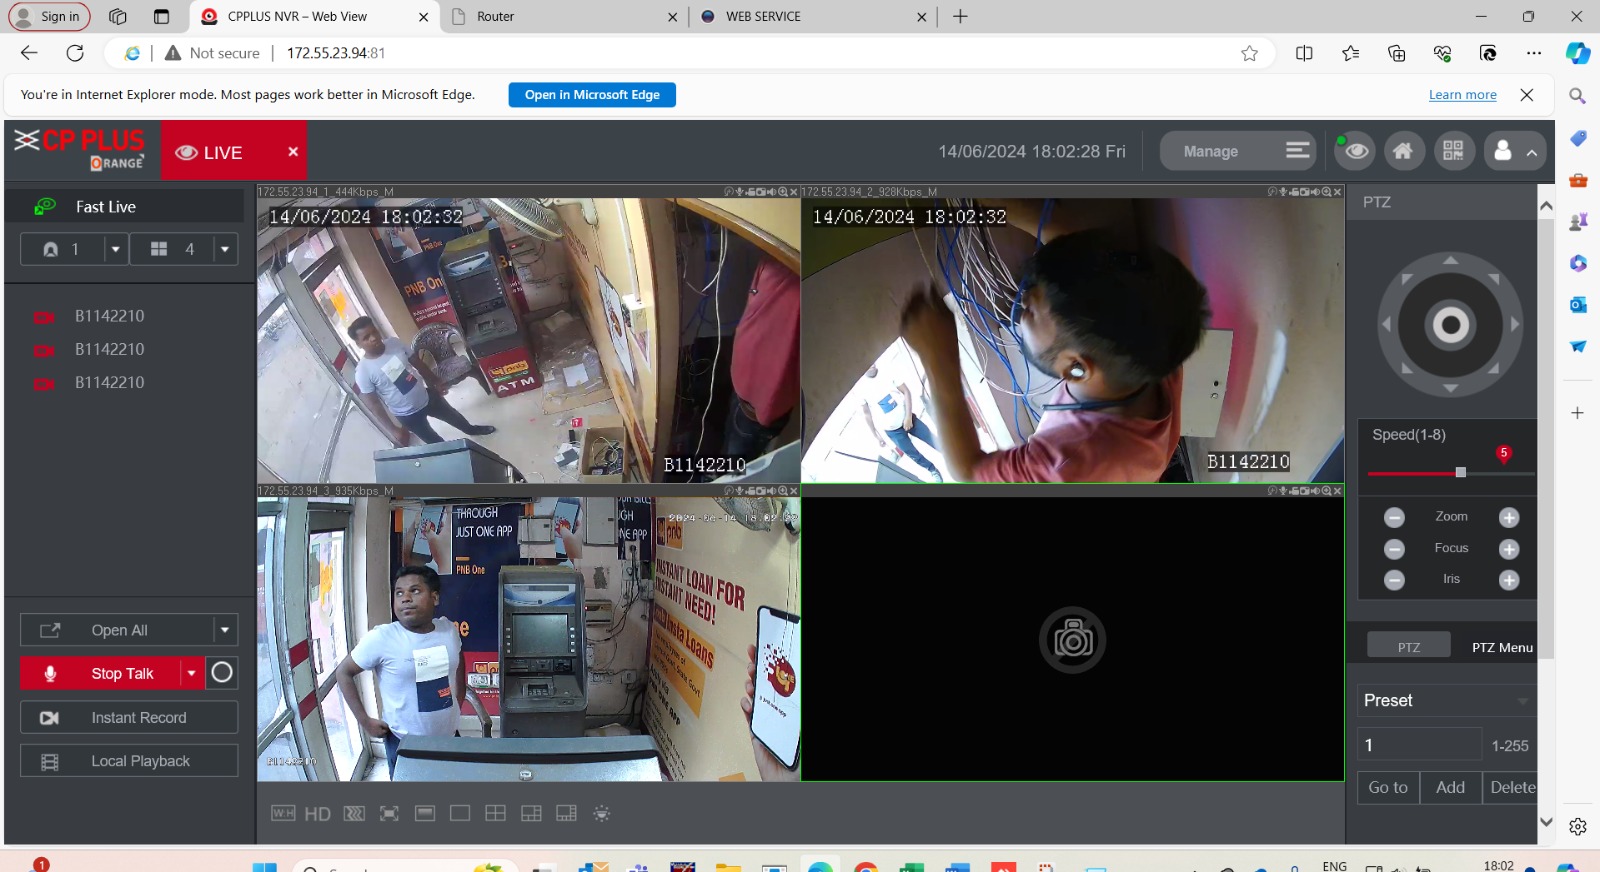 Sign in
CPPLUS NVR – Web View
Router
WEB SERVICE
Not secure
172.55.23.94:81
You're in Internet Explorer mode. Most pages work better in Microsoft Edge.
Open in Microsoft Edge
Learn more
CP PLUS
ORANGE
LIVE
14/06/2024 18:02:28 Fri
Manage
Fast Live
1
4
B1142210
B1142210
B1142210
172.55.23.94_1_444Kbps_M
14/06/2024 18:02:32
PNB One
ATM
B1142210
172.55.23.94_2_928Kbps_M
14/06/2024 18:02:32
B1142210
172.55.23.94_3_935Kbps_M
THROUGH
JUST ONE APP
PNB One
pnb
INSTANT LOAN FOR
INSTANT NEED!
Insta Loans
B1142210
PTZ
Speed(1-8)
5
Zoom
Focus
Iris
PTZ
PTZ Menu
Preset
1
1-255
Go to
Add
Delete
Open All
Stop Talk
Instant Record
Local Playback
W:H
HD
1
ENG
18:02